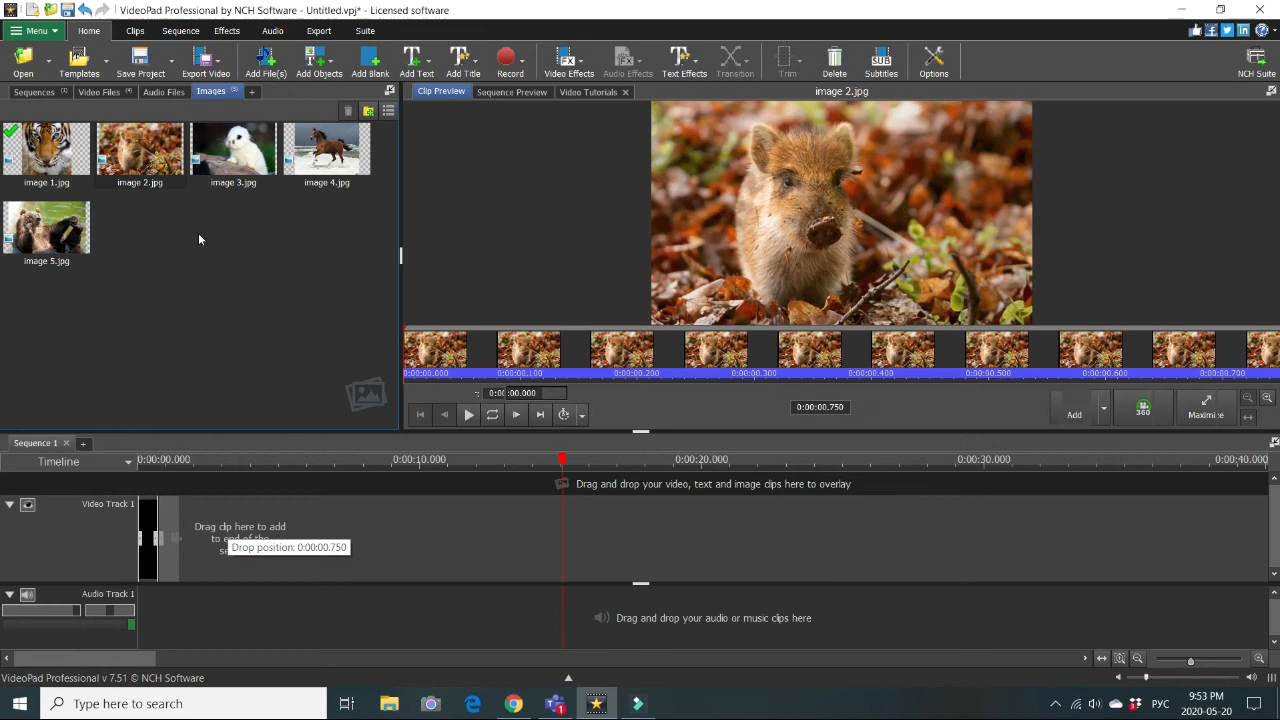 VideoPad Professional by NCH Software - Untitled.vpj* - Licensed software
Menu Home Clips Sequence Effects Audio Export Suite
Open Templates Save Project Export Video Add File(s) Add Objects Add Blank Add Text Add Title Record Video Effects Audio Effects Text Effects Transition Trim Delete Subtitles Options NCH Suite
Sequences (1) Video Files (4) Audio Files Images (5) +
Clip Preview Sequence Preview Video Tutorials
image 2.jpg
image 1.jpg image 2.jpg image 3.jpg image 4.jpg
image 5.jpg
0:00:00.000 0:00:00.100 0:00:00.200 0:00:00.300 0:00:00.400 0:00:00.500 0:00:00.600 0:00:00.700
0:00:00.000
0:00:00.750
Add 360 Maximize
Sequence 1
Timeline
0:00:00.000 0:00:10.000 0:00:20.000 0:00:30.000 0:00:40.000
Drag and drop your video, text and image clips here to overlay
Video Track 1
Drag clip here to add
to end of the
Drop position: 0:00:00.750
Audio Track 1
Drag and drop your audio or music clips here
VideoPad Professional v 7.51 © NCH Software
Type here to search
РУС
9:53 PM
2020-05-20